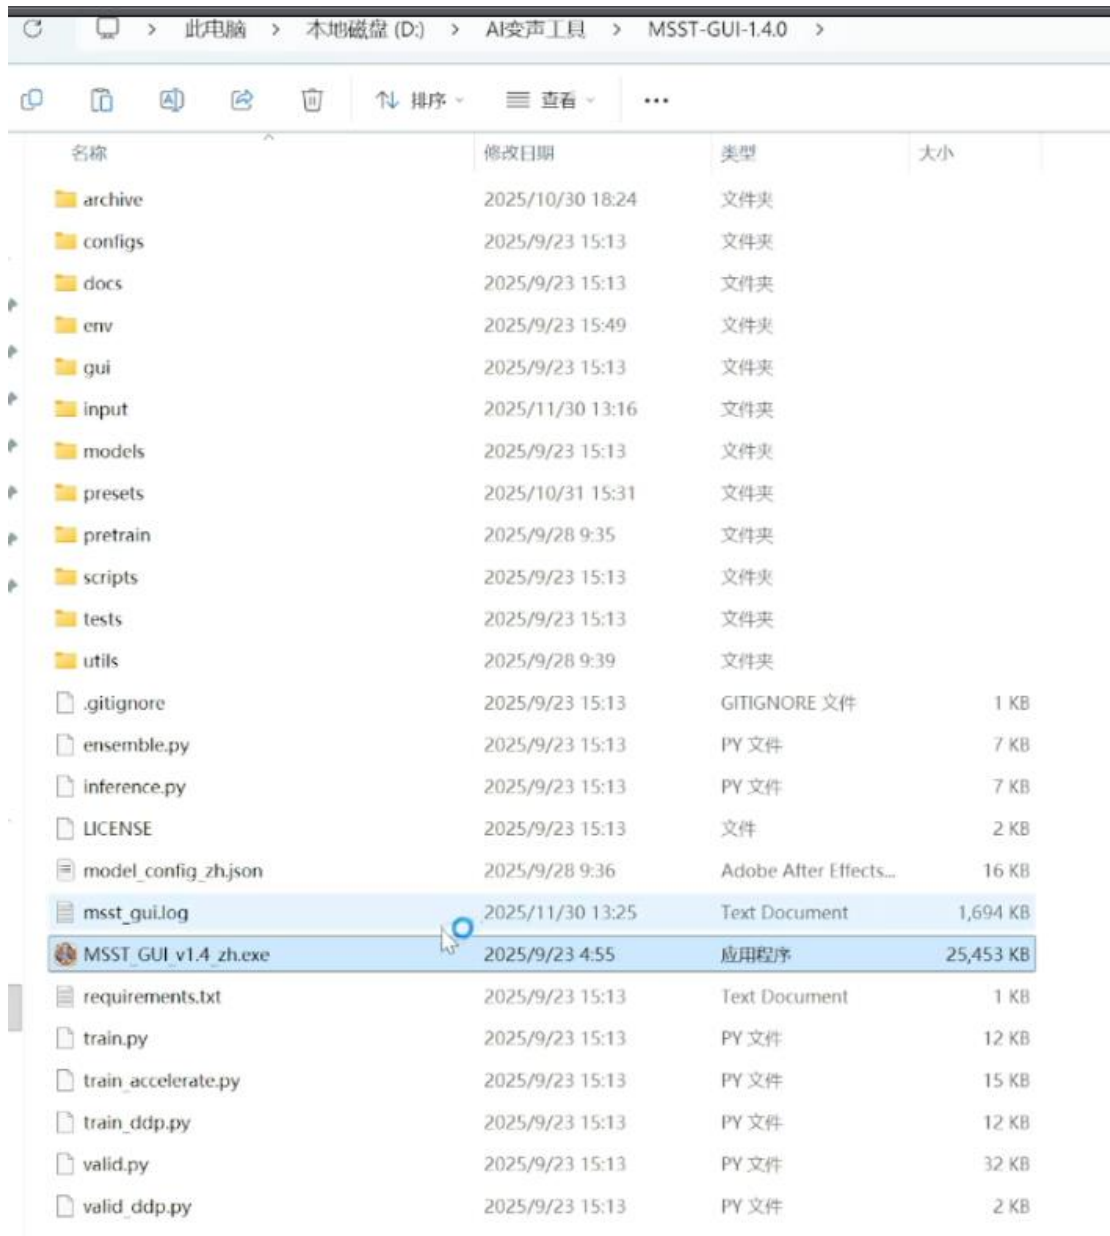 此电脑 > 本地磁盘 (D:) > AI变声工具 > MSST-GUI-1.4.0 >
排序 查看 ...
名称 修改日期 类型 大小
archive 2025/10/30 18:24 文件夹
configs 2025/9/23 15:13 文件夹
docs 2025/9/23 15:13 文件夹
env 2025/9/23 15:49 文件夹
gui 2025/9/23 15:13 文件夹
input 2025/11/30 13:16 文件夹
models 2025/9/23 15:13 文件夹
presets 2025/10/31 15:31 文件夹
pretrain 2025/9/28 9:35 文件夹
scripts 2025/9/23 15:13 文件夹
tests 2025/9/23 15:13 文件夹
utils 2025/9/28 9:39 文件夹
.gitignore 2025/9/23 15:13 GITIGNORE 文件 1 KB
ensemble.py 2025/9/23 15:13 PY 文件 7 KB
inference.py 2025/9/23 15:13 PY 文件 7 KB
LICENSE 2025/9/23 15:13 文件 2 KB
model_config_zh.json 2025/9/28 9:36 Adobe After Effects... 16 KB
msst_gui.log 2025/11/30 13:25 Text Document 1,694 KB
MSST_GUI_v1.4_zh.exe 2025/9/23 4:55 应用程序 25,453 KB
requirements.txt 2025/9/23 15:13 Text Document 1 KB
train.py 2025/9/23 15:13 PY 文件 12 KB
train_accelerate.py 2025/9/23 15:13 PY 文件 15 KB
train_ddp.py 2025/9/23 15:13 PY 文件 12 KB
valid.py 2025/9/23 15:13 PY 文件 32 KB
valid_ddp.py 2025/9/23 15:13 PY 文件 2 KB